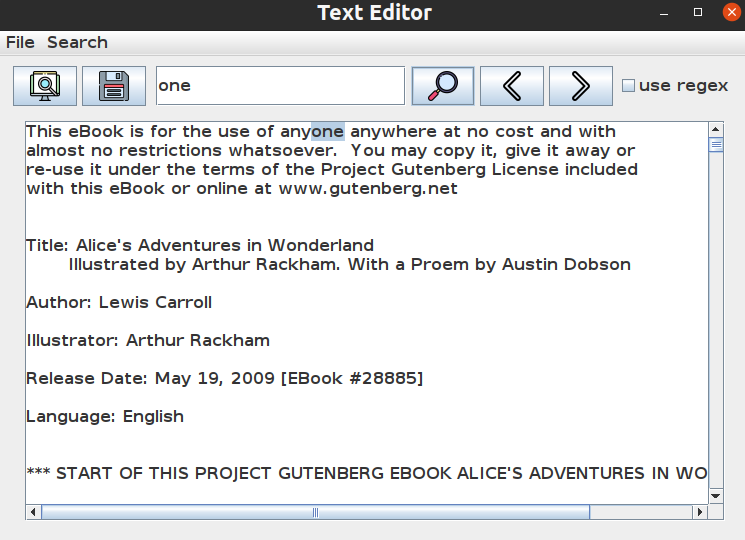 Text Editor
File Search
one
use regex
This eBook is for the use of anyone anywhere at no cost and with
almost no restrictions whatsoever.  You may copy it, give it away or
re-use it under the terms of the Project Gutenberg License included
with this eBook or online at www.gutenberg.net
Title: Alice's Adventures in Wonderland
Illustrated by Arthur Rackham. With a Proem by Austin Dobson
Author: Lewis Carroll
Illustrator: Arthur Rackham
Release Date: May 19, 2009 [EBook #28885]
Language: English
*** START OF THIS PROJECT GUTENBERG EBOOK ALICE'S ADVENTURES IN WO